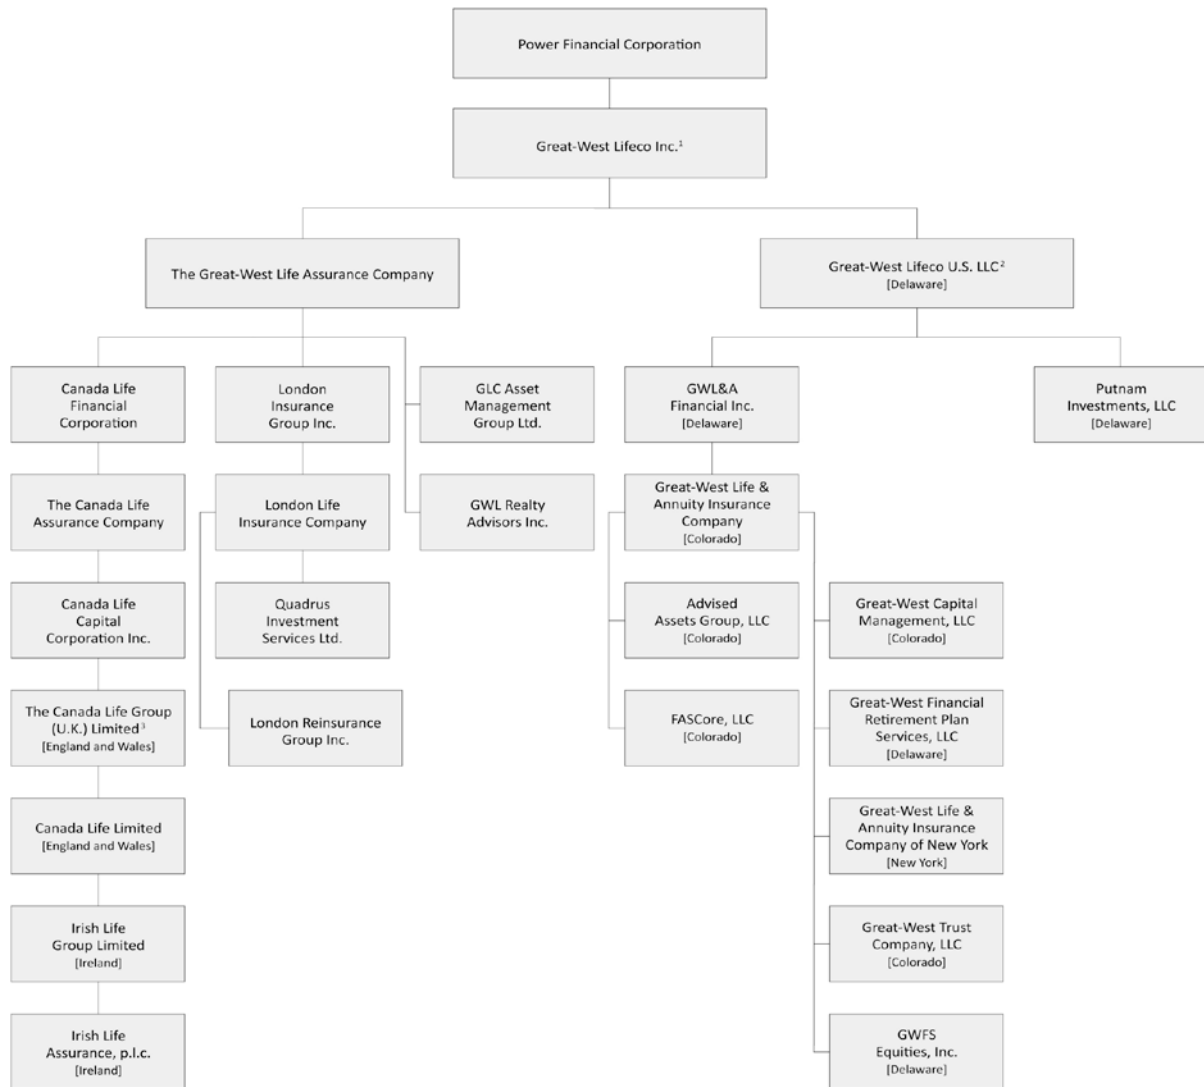 Power Financial Corporation
Great-West Lifeco Inc.¹
The Great-West Life Assurance Company
Great-West Lifeco U.S. LLC²
[Delaware]
Canada Life
Financial
Corporation
London
Insurance
Group Inc.
GLC Asset
Management
Group Ltd.
GWL&A
Financial Inc.
[Delaware]
Putnam
Investments, LLC
[Delaware]
The Canada Life
Assurance Company
London Life
Insurance Company
GWL Realty
Advisors Inc.
Great-West Life &
Annuity Insurance
Company
[Colorado]
Canada Life
Capital
Corporation Inc.
Quadrus
Investment
Services Ltd.
Advised
Assets Group, LLC
[Colorado]
Great-West Capital
Management, LLC
[Colorado]
The Canada Life Group
(U.K.) Limited³
[England and Wales]
London Reinsurance
Group Inc.
FASCore, LLC
[Colorado]
Great-West Financial
Retirement Plan
Services, LLC
[Delaware]
Canada Life Limited
[England and Wales]
Great-West Life &
Annuity Insurance
Company of New York
[New York]
Irish Life
Group Limited
[Ireland]
Great-West Trust
Company, LLC
[Colorado]
Irish Life
Assurance, p.l.c.
[Ireland]
GWFS
Equities, Inc.
[Delaware]